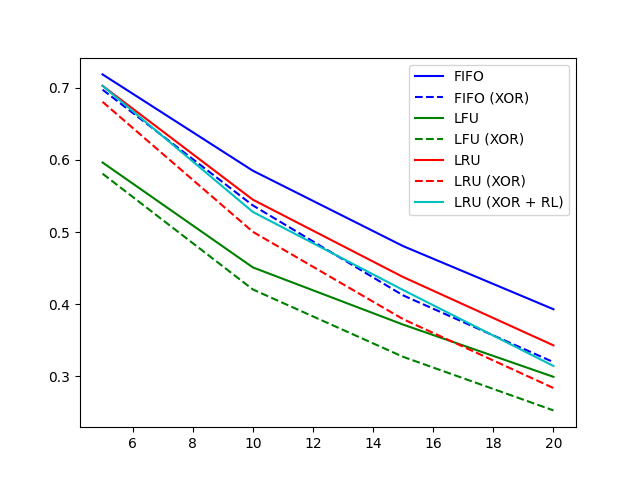 FIFO
FIFO (XOR)
LFU
LFU (XOR)
LRU
LRU (XOR)
LRU (XOR + RL)
0.7
0.6
0.5
0.4
0.3
6 8 10 12 14 16 18 20